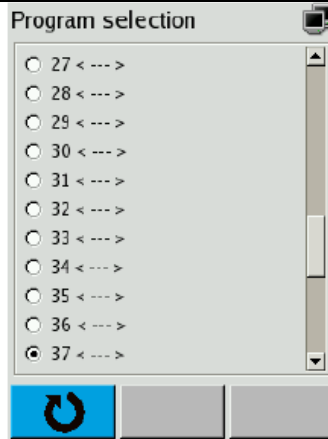 Program selection
27 < --- >
28 < --- >
29 < --- >
30 < --- >
31 < --- >
32 < --- >
33 < --- >
34 < --- >
35 < --- >
36 < --- >
37 < --- >